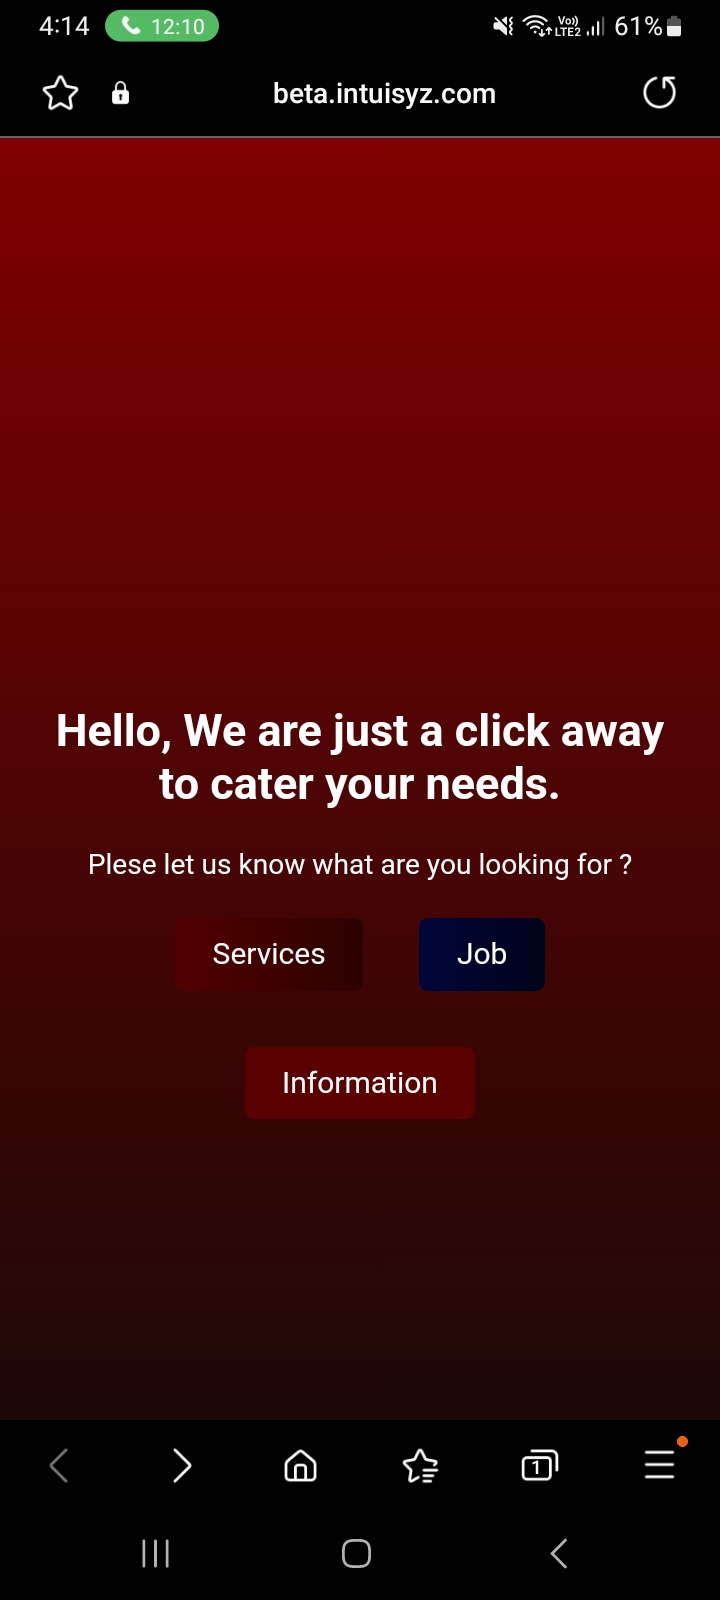 4:14 12:10 Vo)) LTE2 61%
beta.intuisyz.com
Hello, We are just a click away
to cater your needs.
Plese let us know what are you looking for ?
Services Job
Information
1